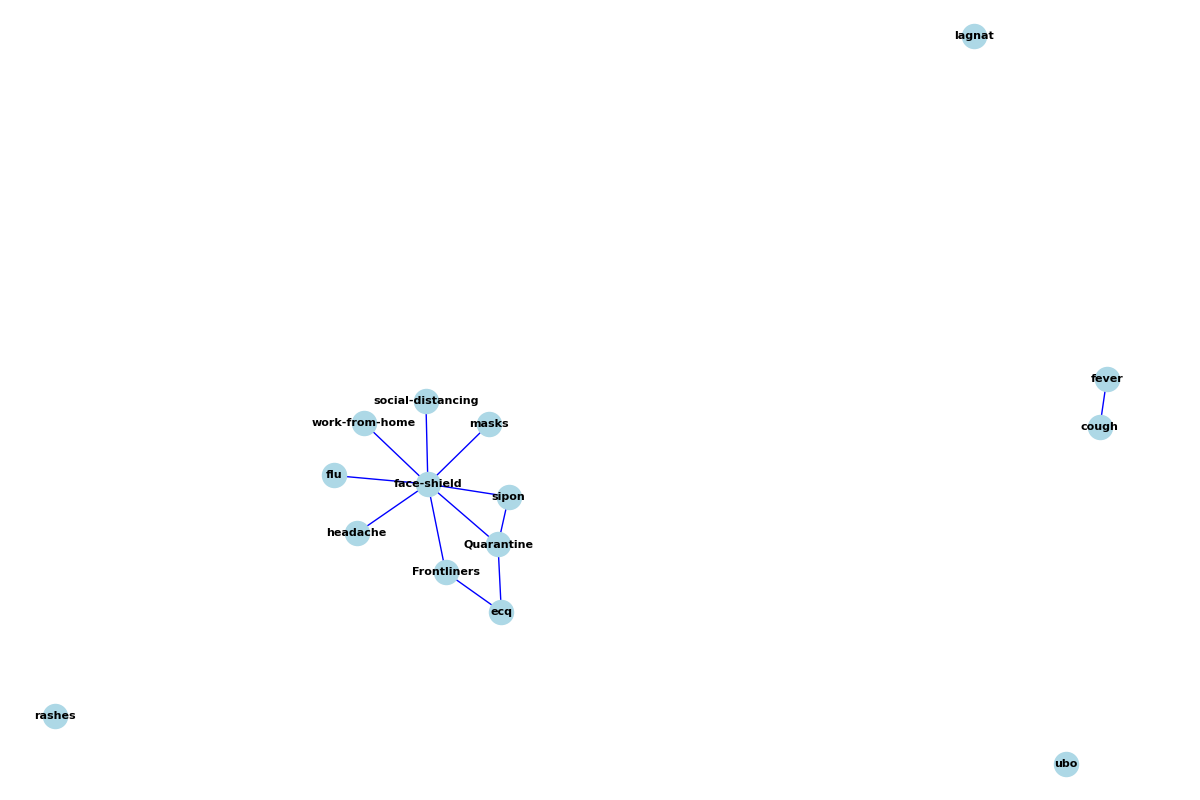 lagnat
fever
social-distancing
work-from-home
masks
cough
flu
face-shield
sipon
headache
Quarantine
Frontliners
ecq
rashes
ubo